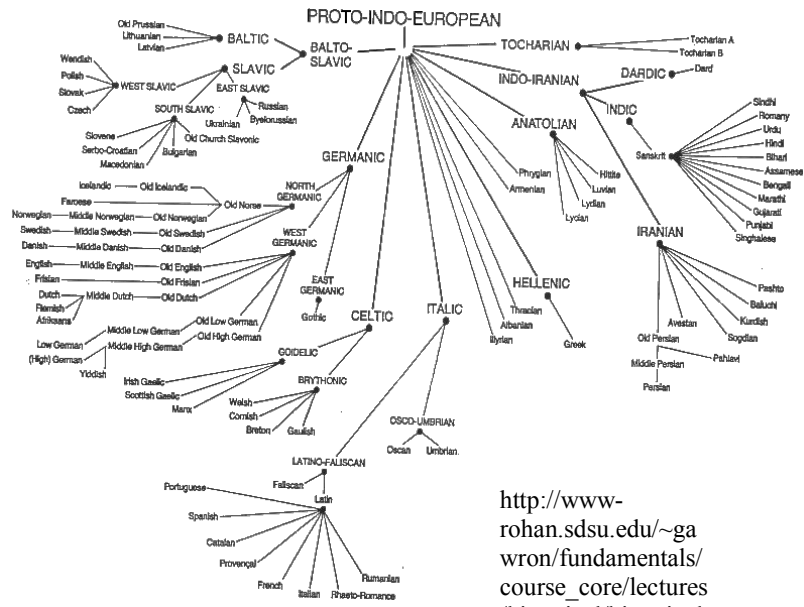 PROTO-INDO-EUROPEAN
Old Prussian
Lithuanian
Latvian
BALTIC
BALTO-
SLAVIC
SLAVIC
Wendish
Polish
Slovak
Czech
WEST SLAVIC
EAST SLAVIC
Russian
Ukrainian
Byelorussian
SOUTH SLAVIC
Old Church Slavonic
Slovene
Serbo-Croatian
Bulgarian
Macedonian
TOCHARIAN
Tocharian A
Tocharian B
INDO-IRANIAN
DARDIC
Dard
INDIC
Sanskrit
Sindhi
Romany
Urdu
Hindi
Bihari
Assamese
Bengali
Marathi
Gujarati
Punjabi
Singhalese
ANATOLIAN
Hittite
Luvian
Lydian
Lycian
Phrygian
Armenian
IRANIAN
Pashto
Baluchi
Kurdish
Sogdian
Avestan
Old Persian
Pahlavi
Middle Persian
Persian
HELLENIC
Greek
Thracian
Albanian
Illyrian
GERMANIC
NORTH
GERMANIC
Icelandic
Old Icelandic
Faroese
Old Norse
Norwegian
Middle Norwegian
Old Norwegian
Swedish
Middle Swedish
Old Swedish
Danish
Middle Danish
Old Danish
WEST
GERMANIC
English
Middle English
Old English
Frisian
Old Frisian
Dutch
Middle Dutch
Old Dutch
Flemish
Afrikaans
Old Low German
Middle Low German
Low German
Old High German
Middle High German
(High) German
Yiddish
EAST
GERMANIC
Gothic
CELTIC
GOIDELIC
Irish Gaelic
Scottish Gaelic
Manx
BRYTHONIC
Welsh
Cornish
Breton
Gaulish
ITALIC
OSCO-UMBRIAN
Oscan
Umbrian
LATINO-FALISCAN
Faliscan
Latin
Portuguese
Spanish
Catalan
Provençal
French
Italian
Rhaeto-Romance
Rumanian
http://www-
rohan.sdsu.edu/~ga
wron/fundamentals/
course_core/lectures